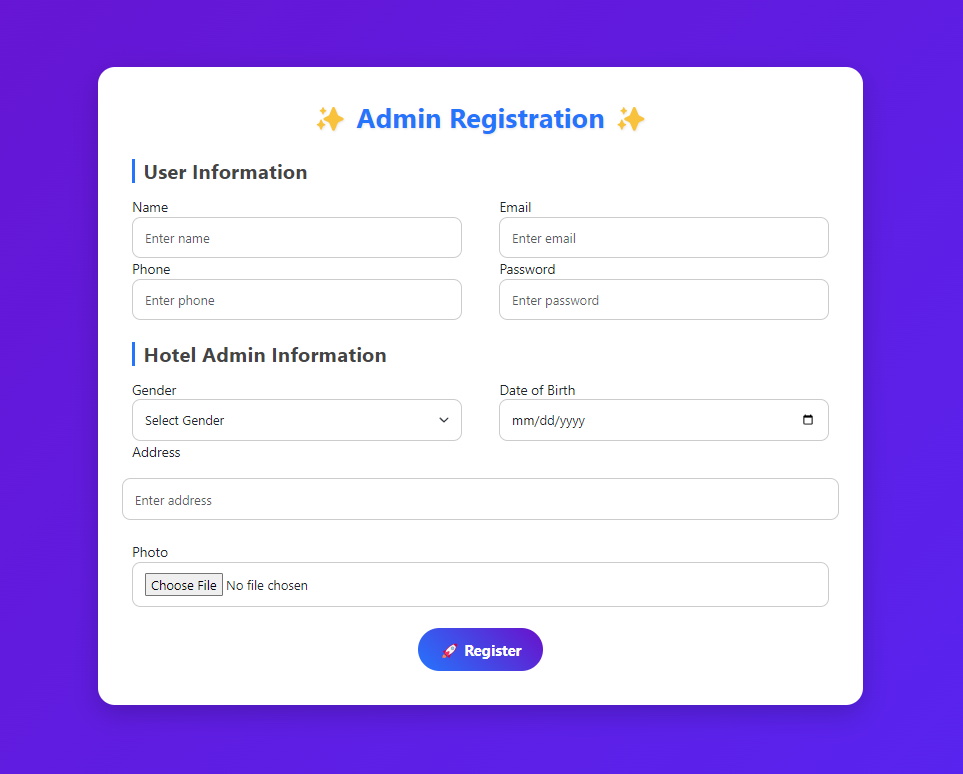 ✨ Admin Registration ✨
User Information
Name Email
Enter name Enter email
Phone Password
Enter phone Enter password
Hotel Admin Information
Gender Date of Birth
Select Gender mm/dd/yyyy
Address
Enter address
Photo
Choose File No file chosen
🚀 Register